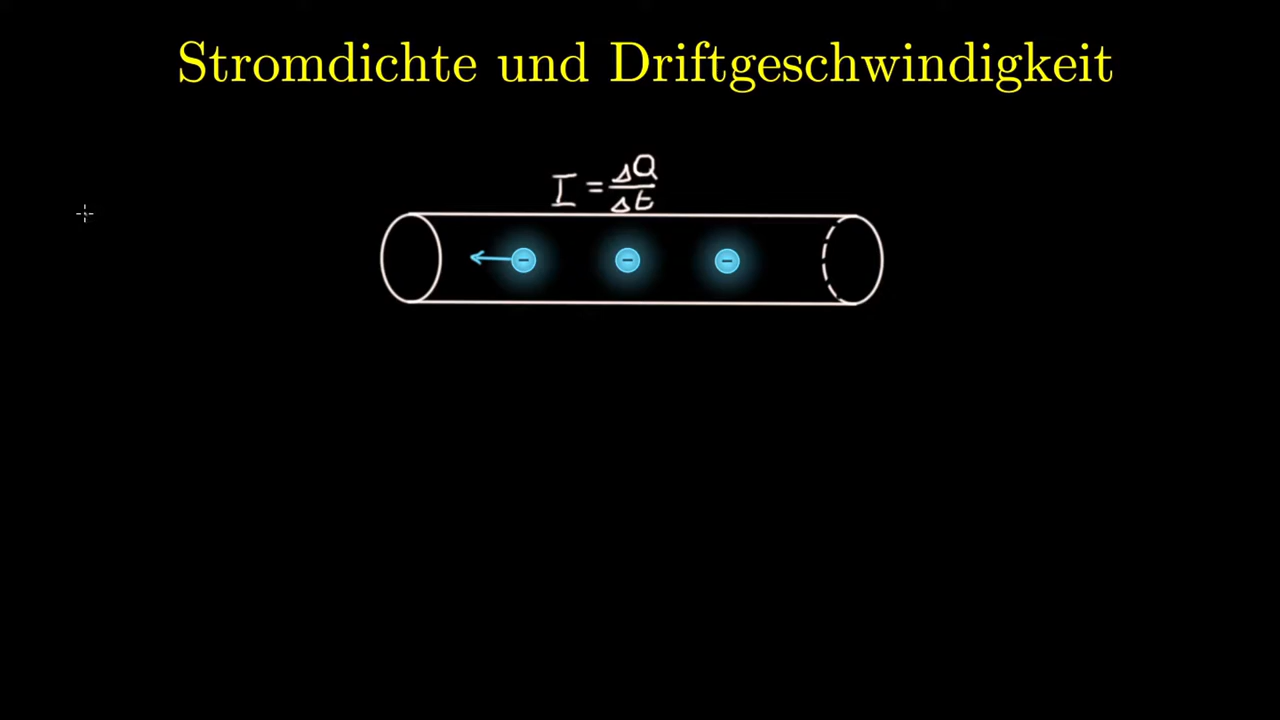 Stromdichte und Driftgeschwindigkeit
I = ΔQ/Δt
− − −